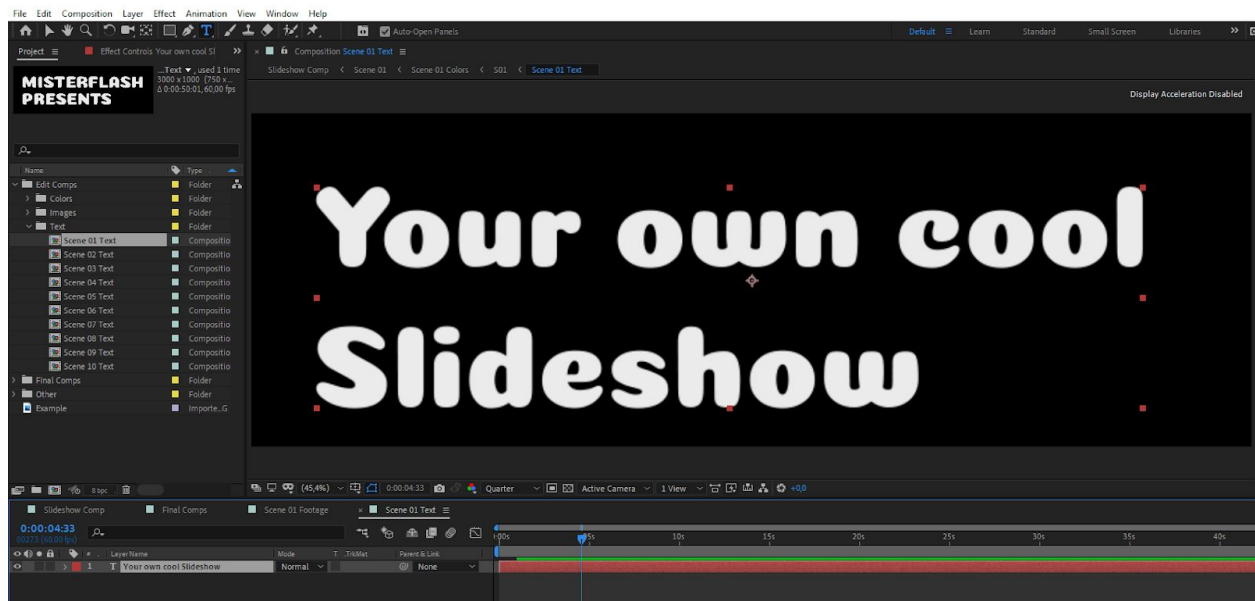 File Edit Composition Layer Effect Animation View Window Help
T Auto-Open Panels Default Learn Standard Small Screen Libraries
Project Effect Controls Your own cool Sl Composition Scene 01 Text
MISTERFLASH
PRESENTS
...Text , used 1 time
3000 x 1000 (750 x...
Δ 0:00:50:01, 60,00 fps
Slideshow Comp Scene 01 Scene 01 Colors S01 Scene 01 Text
Display Acceleration Disabled
Name Type
Edit Comps Folder
Colors Folder
Images Folder
Text Folder
Scene 01 Text Compositio
Scene 02 Text Compositio
Scene 03 Text Compositio
Scene 04 Text Compositio
Scene 05 Text Compositio
Scene 06 Text Compositio
Scene 07 Text Compositio
Scene 08 Text Compositio
Scene 09 Text Compositio
Scene 10 Text Compositio
Final Comps Folder
Other Folder
Example Importe...G
Your own cool
Slideshow
8 bpc (45,4%) 0:00:04:33 Quarter Active Camera 1 View +0,0
Slideshow Comp Final Comps Scene 01 Footage Scene 01 Text
0:00:04:33
00273 (60.00 fps)
:00s 05s 10s 15s 20s 25s 30s 35s 40s
# Layer Name Mode T .TrkMat Parent & Link
1 T Your own cool Slideshow Normal None